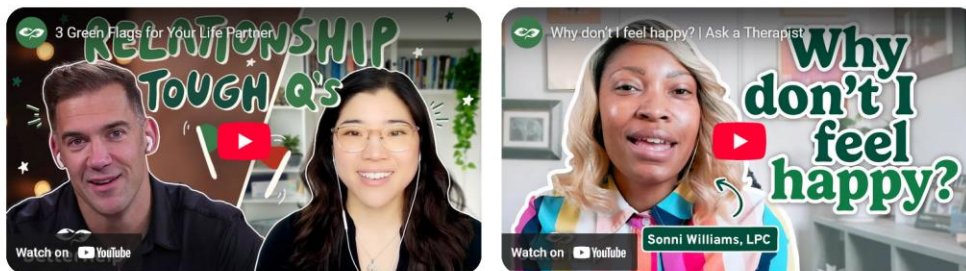 3 Green Flags for Your Life Partner
RELATIONSHIP
TOUGH Q's
Watch on YouTube
betterhelp
Why don't I feel happy? | Ask a Therapist
Why
don't I
feel
happy?
Sonni Williams, LPC
Watch on YouTube